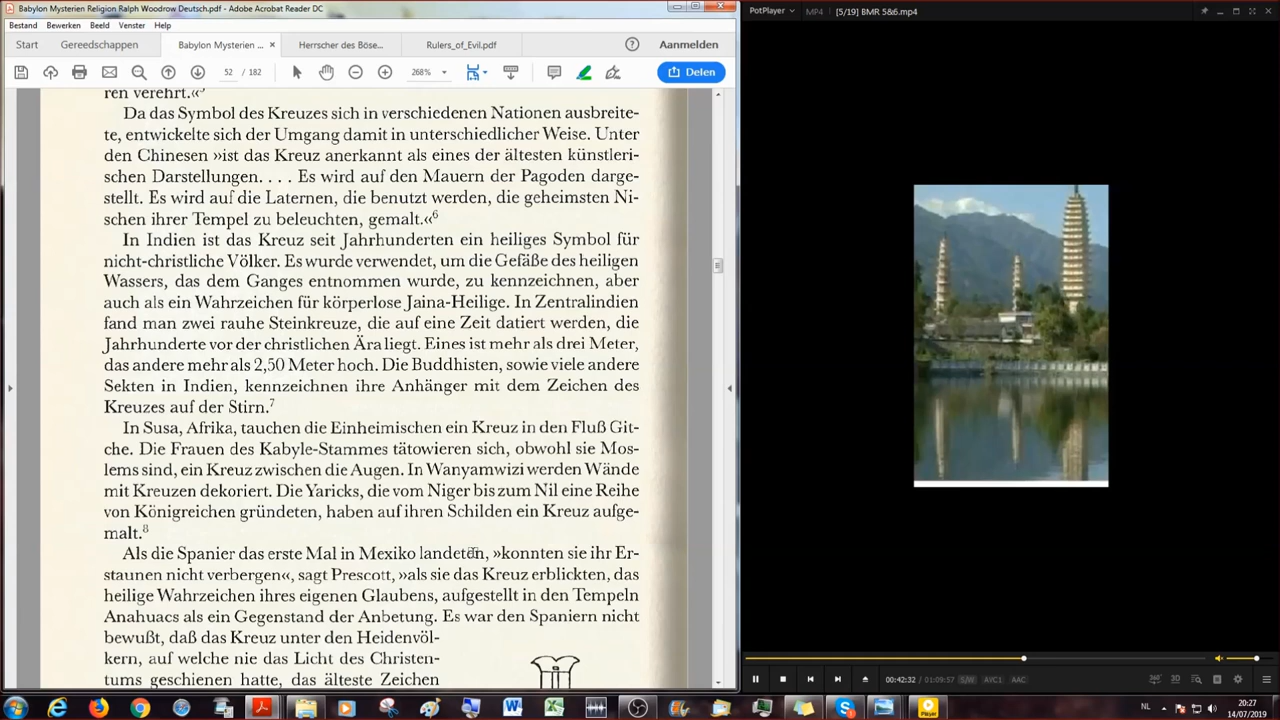 Babylon Mysterien Religion Ralph Woodrow Deutsch.pdf - Adobe Acrobat Reader DC
Bestand Bewerken Beeld Venster Help
Start Gereedschappen Babylon Mysterien ... × Herrscher des Böse... Rulers_of_Evil.pdf Aanmelden
52 / 182 268% Delen
ren verehrt.«⁵
Da das Symbol des Kreuzes sich in verschiedenen Nationen ausbreite-
te, entwickelte sich der Umgang damit in unterschiedlicher Weise. Unter
den Chinesen »ist das Kreuz anerkannt als eines der ältesten künstleri-
schen Darstellungen. . . . Es wird auf den Mauern der Pagoden darge-
stellt. Es wird auf die Laternen, die benutzt werden, die geheimsten Ni-
schen ihrer Tempel zu beleuchten, gemalt.«⁶
In Indien ist das Kreuz seit Jahrhunderten ein heiliges Symbol für
nicht-christliche Völker. Es wurde verwendet, um die Gefäße des heiligen
Wassers, das dem Ganges entnommen wurde, zu kennzeichnen, aber
auch als ein Wahrzeichen für körperlose Jaina-Heilige. In Zentralindien
fand man zwei rauhe Steinkreuze, die auf eine Zeit datiert werden, die
Jahrhunderte vor der christlichen Ära liegt. Eines ist mehr als drei Meter,
das andere mehr als 2,50 Meter hoch. Die Buddhisten, sowie viele andere
Sekten in Indien, kennzeichnen ihre Anhänger mit dem Zeichen des
Kreuzes auf der Stirn.⁷
In Susa, Afrika, tauchen die Einheimischen ein Kreuz in den Fluß Git-
che. Die Frauen des Kabyle-Stammes tätowieren sich, obwohl sie Mos-
lems sind, ein Kreuz zwischen die Augen. In Wanyamwizi werden Wände
mit Kreuzen dekoriert. Die Yaricks, die vom Niger bis zum Nil eine Reihe
von Königreichen gründeten, haben auf ihren Schilden ein Kreuz aufge-
malt.⁸
Als die Spanier das erste Mal in Mexiko landeten, »konnten sie ihr Er-
staunen nicht verbergen«, sagt Prescott, »als sie das Kreuz erblickten, das
heilige Wahrzeichen ihres eigenen Glaubens, aufgestellt in den Tempeln
Anahuacs als ein Gegenstand der Anbetung. Es war den Spaniern nicht
bewußt, daß das Kreuz unter den Heidenvöl-
kern, auf welche nie das Licht des Christen-
tums geschienen hatte, das älteste Zeichen
PotPlayer MP4 [5/19] BMR 5&6.mp4
00:42:32 / 01:09:57 S/W AVC1 AAC
360° 3D
Player
NL 20:27
14/07/2019